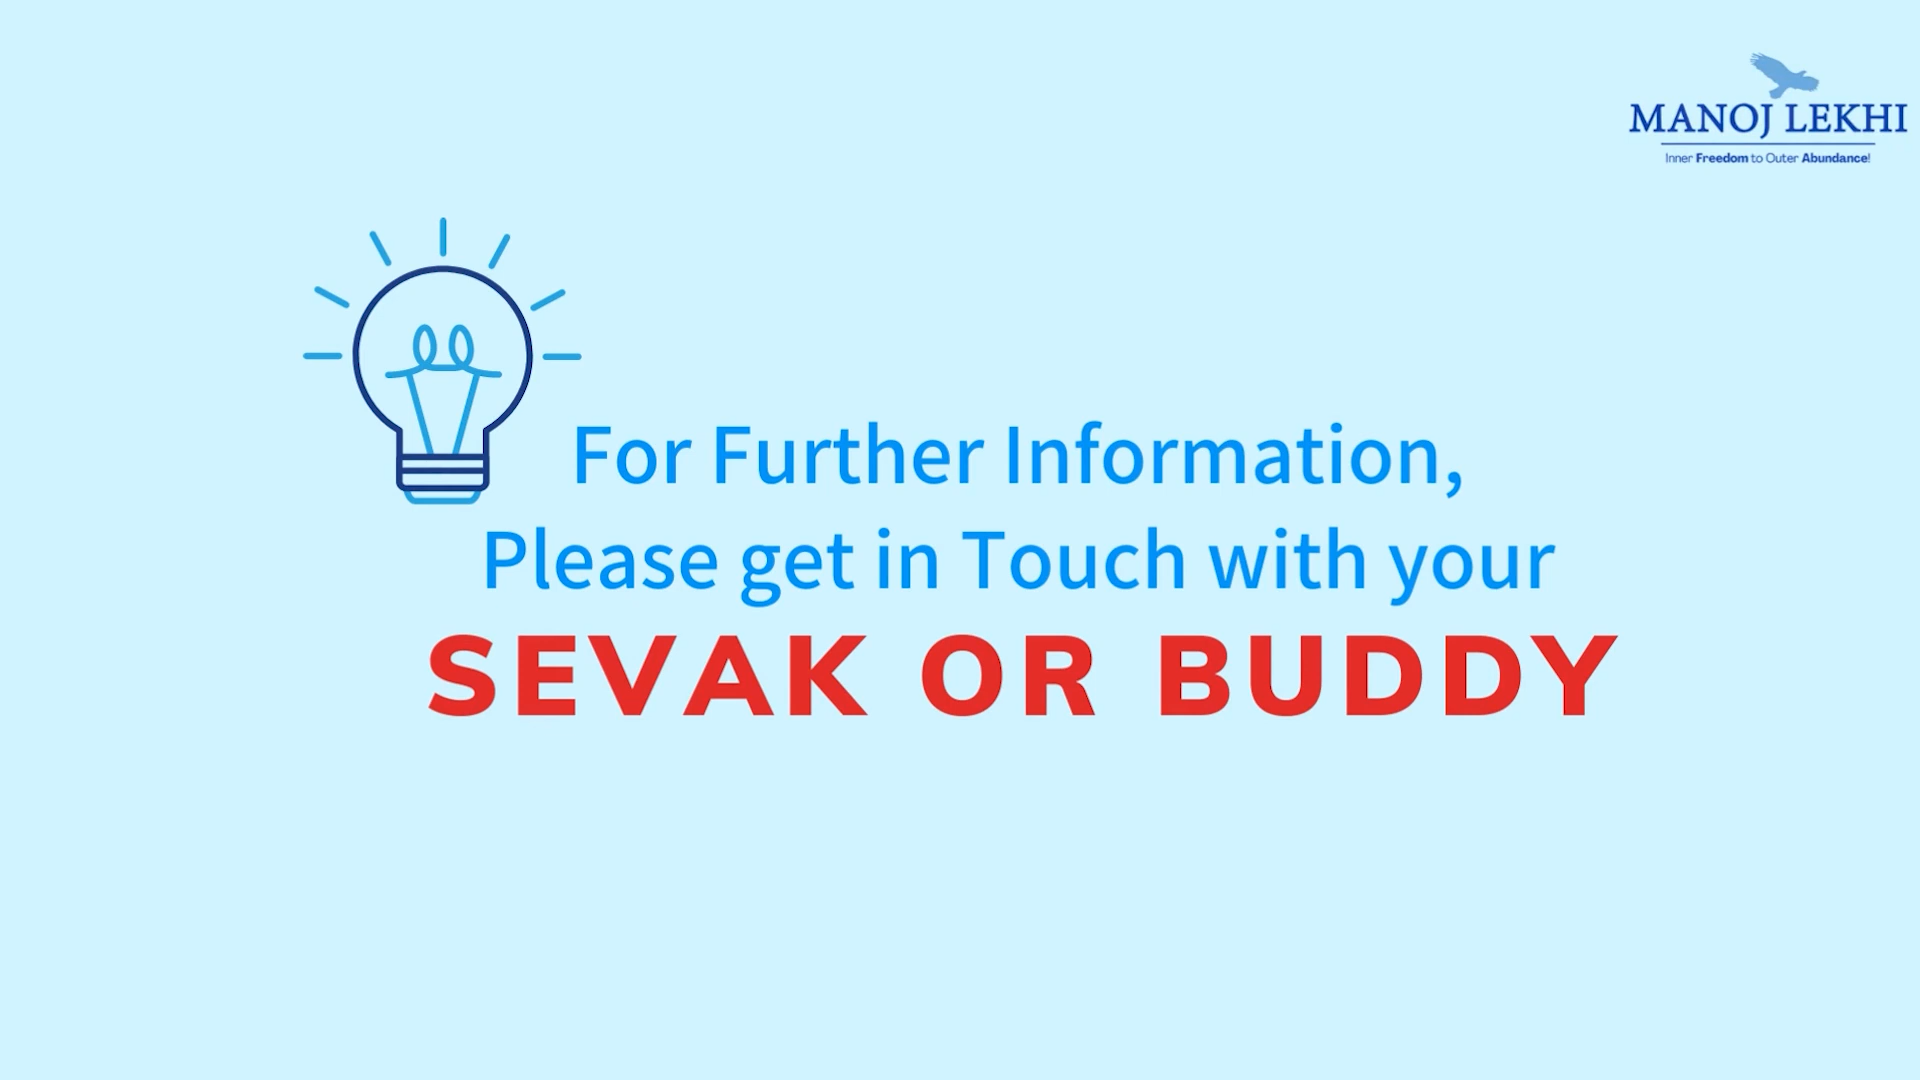 MANOJ LEKHI
Inner Freedom to Outer Abundance!
For Further Information,
Please get in Touch with your
SEVAK OR BUDDY